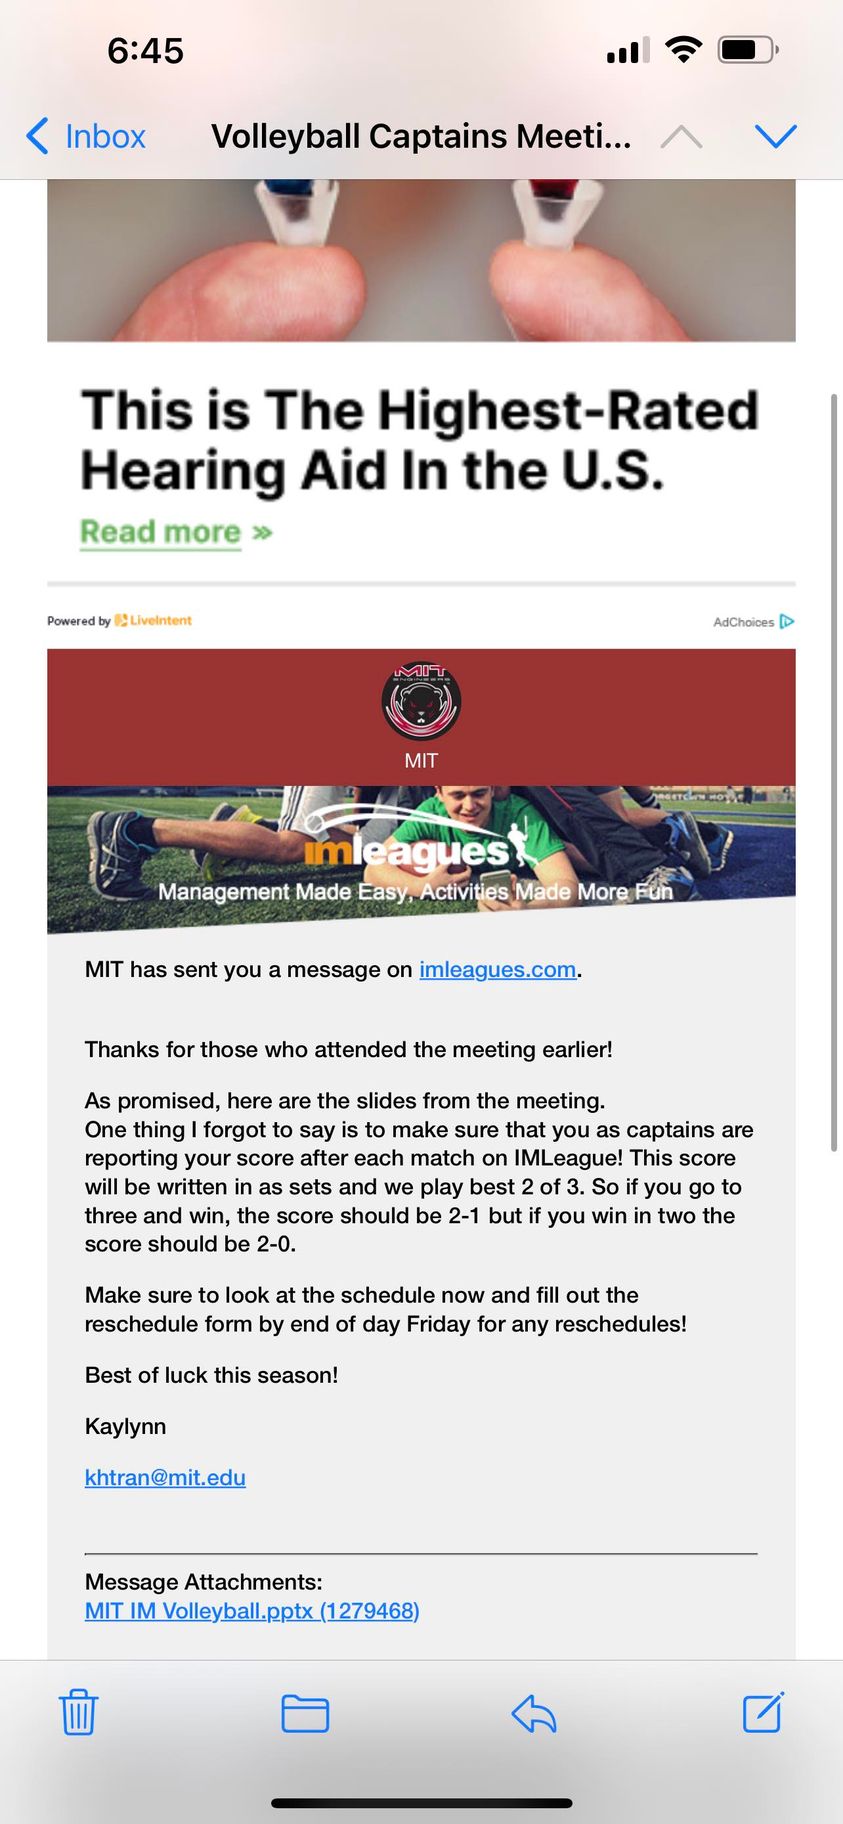 6:45
Inbox
Volleyball Captains Meeti...
This is The Highest-Rated
Hearing Aid In the U.S.
Read more »
Powered by LiveIntent
AdChoices
MIT
ENGINEERS
MIT
imleagues
Management Made Easy, Activities Made More Fun
MIT has sent you a message on imleagues.com.
Thanks for those who attended the meeting earlier!
As promised, here are the slides from the meeting.
One thing I forgot to say is to make sure that you as captains are
reporting your score after each match on IMLeague! This score
will be written in as sets and we play best 2 of 3. So if you go to
three and win, the score should be 2-1 but if you win in two the
score should be 2-0.
Make sure to look at the schedule now and fill out the
reschedule form by end of day Friday for any reschedules!
Best of luck this season!
Kaylynn
khtran@mit.edu
Message Attachments:
MIT IM Volleyball.pptx (1279468)